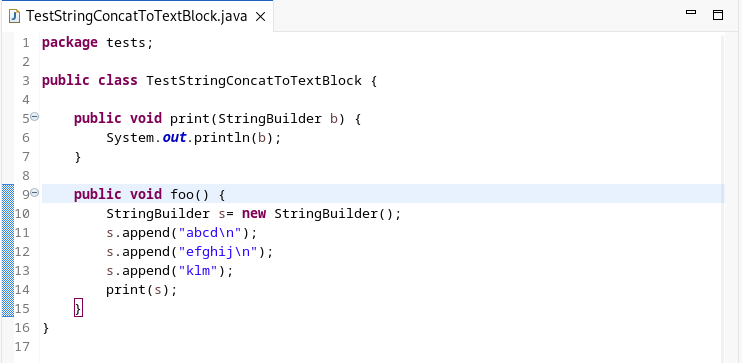 TestStringConcatToTextBlock.java
1 package tests;
2
3 public class TestStringConcatToTextBlock {
4
5 public void print(StringBuilder b) {
6 System.out.println(b);
7 }
8
9 public void foo() {
10 StringBuilder s= new StringBuilder();
11 s.append("abcd\n");
12 s.append("efghij\n");
13 s.append("klm");
14 print(s);
15 }
16 }
17